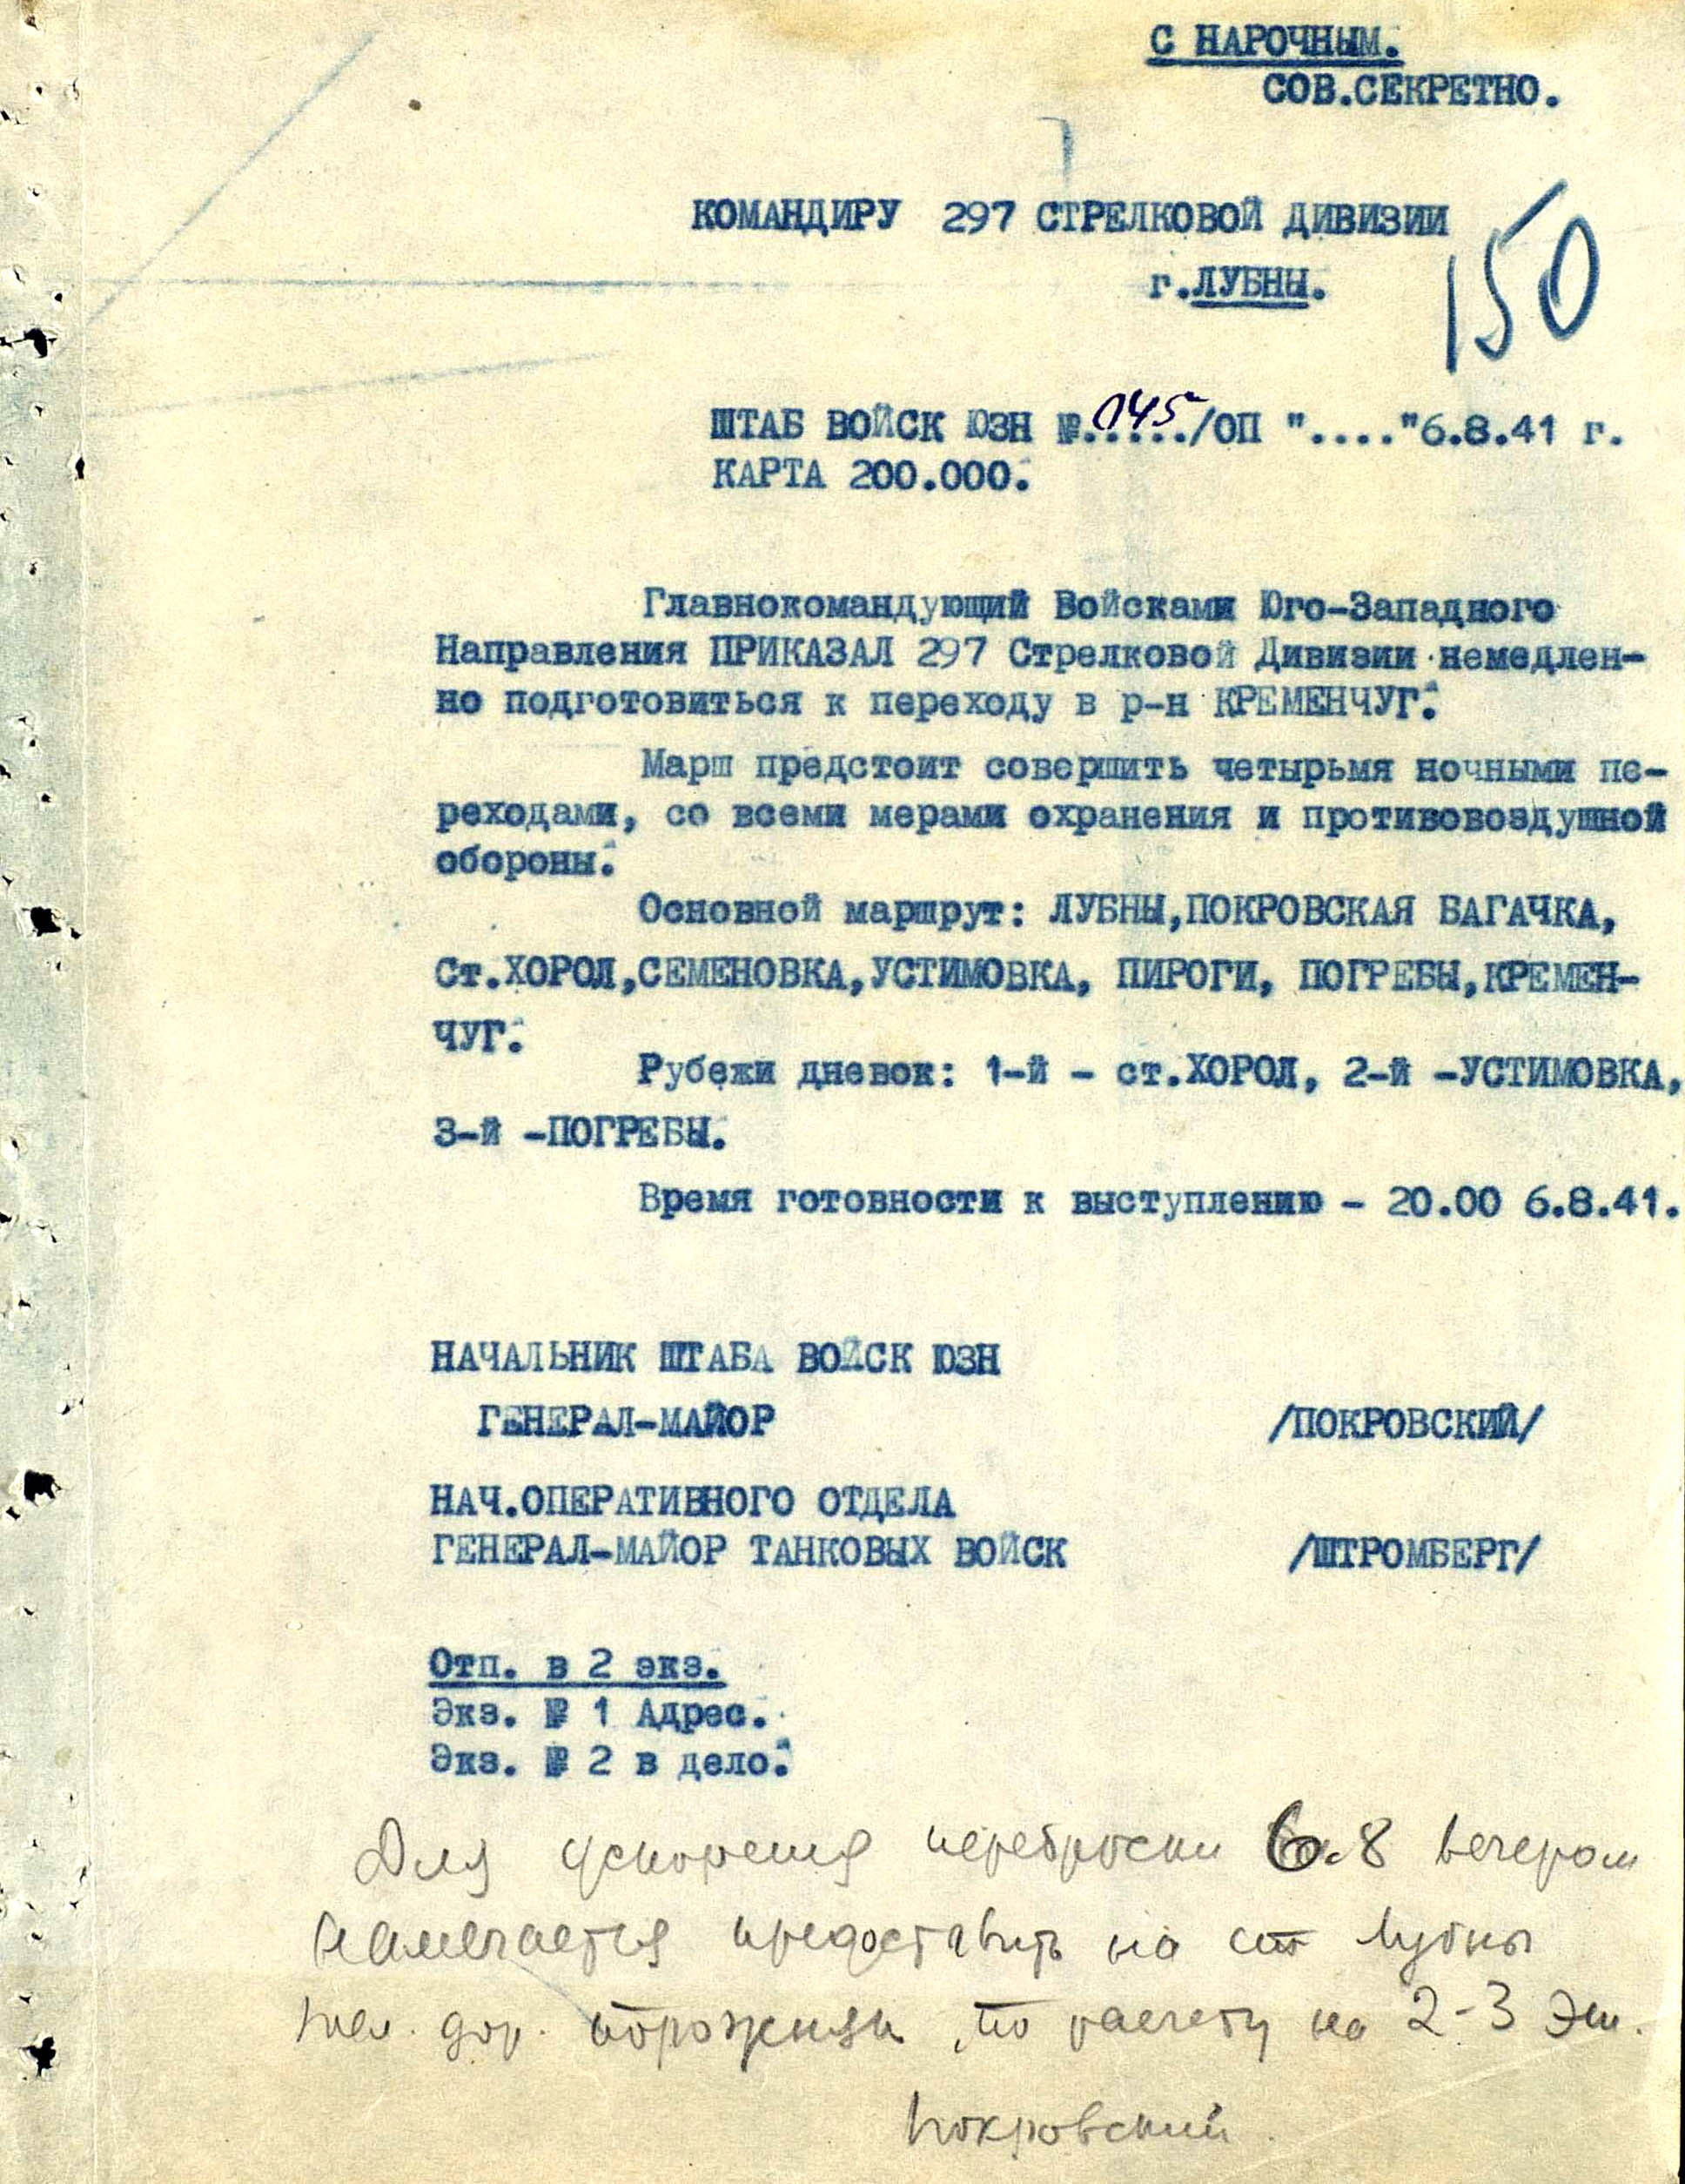 С НАРОЧНЫМ.
СОВ.СЕКРЕТНО.
КОМАНДИРУ 297 СТРЕЛКОВОЙ ДИВИЗИИ
150
г.ЛУБНЫ.
ШТАБ ВОЙСК ЮЗН №.045./ОП "...."6.8.41 г.
КАРТА 200.000.
Главнокомандующий Войсками Юго-Западного
Направления ПРИКАЗАЛ 297 Стрелковой Дивизии немедлен-
но подготовиться к переходу в р-н КРЕМЕНЧУГ.
Марш предстоит совершить четырьмя ночными пе-
реходами, со всеми мерами охранения и противовоздушной
обороны.
Основной маршрут: ЛУБНЫ,ПОКРОВСКАЯ БАГАЧКА,
Ст.ХОРОЛ,СЕМЕНОВКА,УСТИМОВКА, ПИРОГИ, ПОГРЕБЫ,КРЕМЕН-
ЧУГ.
Рубежи дневок: 1-й - ст.ХОРОЛ, 2-й -УСТИМОВКА,
3-й -ПОГРЕБЫ.
Время готовности к выступлению - 20.00 6.8.41.
НАЧАЛЬНИК ШТАБА ВОЙСК ЮЗН
ГЕНЕРАЛ-МАЙОР /ПОКРОВСКИЙ/
НАЧ.ОПЕРАТИВНОГО ОТДЕЛА
ГЕНЕРАЛ-МАЙОР ТАНКОВЫХ ВОЙСК /ШТРОМБЕРГ/
Отп. в 2 экз.
Экз. № 1 Адрес.
Экз. № 2 в дело.
Для ускорения переброски 6.8 вечером
намечается предоставить на ст Лубны
жел. дор. порожняк, по расчету на 2-3 эш.
Покровский.